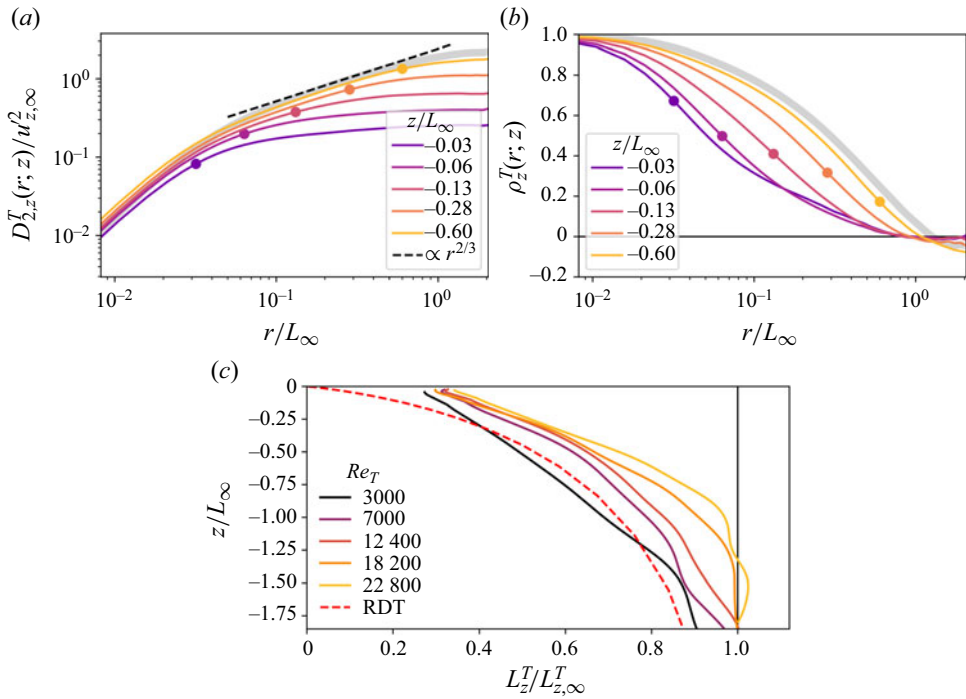 (a)
D^T_{2,z}(r; z)/u'^2_{z,∞}
10^0
10^{-1}
10^{-2}
z/L_∞
−0.03
−0.06
−0.13
−0.28
−0.60
∝ r^{2/3}
10^{-2} 10^{-1} 10^0
r/L_∞
(b)
ρ^T_z(r; z)
1.0
0.8
0.6
0.4
0.2
0
−0.2
z/L_∞
−0.03
−0.06
−0.13
−0.28
−0.60
10^{-2} 10^{-1} 10^0
r/L_∞
(c)
z/L_∞
0
−0.25
−0.50
−0.75
−1.00
−1.25
−1.50
−1.75
Re_T
3000
7000
12 400
18 200
22 800
RDT
0 0.2 0.4 0.6 0.8 1.0
L^T_z/L^T_{z,∞}